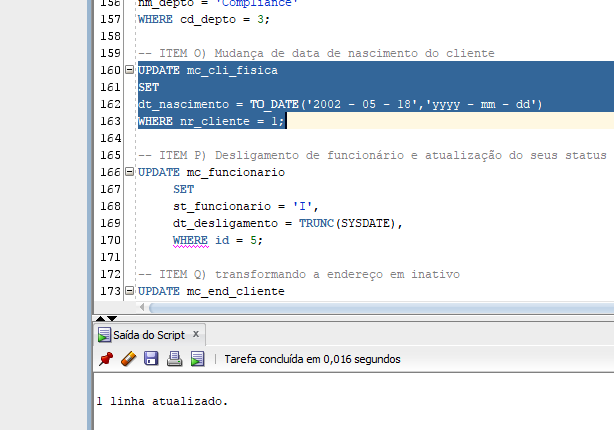 156 nm_depto = 'Compliance'
157 WHERE cd_depto = 3;
158
159 -- ITEM O) Mudança de data de nascimento do cliente
160 UPDATE mc_cli_fisica
161 SET
162 dt_nascimento = TO_DATE('2002 - 05 - 18','yyyy - mm - dd')
163 WHERE nr_cliente = 1;
164
165 -- ITEM P) Desligamento de funcionário e atualização do seus status
166 UPDATE mc_funcionario
167 SET
168 st_funcionario = 'I',
169 dt_desligamento = TRUNC(SYSDATE),
170 WHERE id = 5;
171
172 -- ITEM Q) transformando a endereço em inativo
173 UPDATE mc_end_cliente
Saída do Script x
Tarefa concluída em 0,016 segundos
1 linha atualizado.